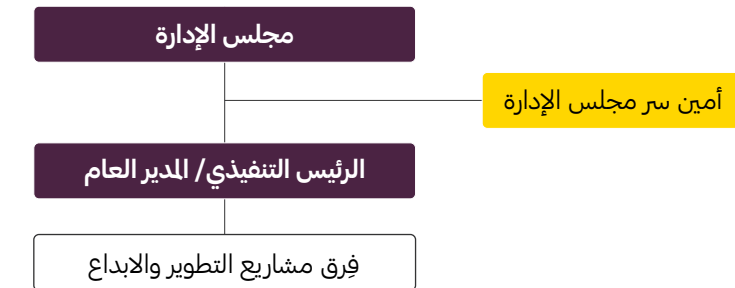 مجلس الإدارة
أمين سر مجلس الإدارة
الرئيس التنفيذي/ المدير العام
فِرق مشاريع التطوير والابداع